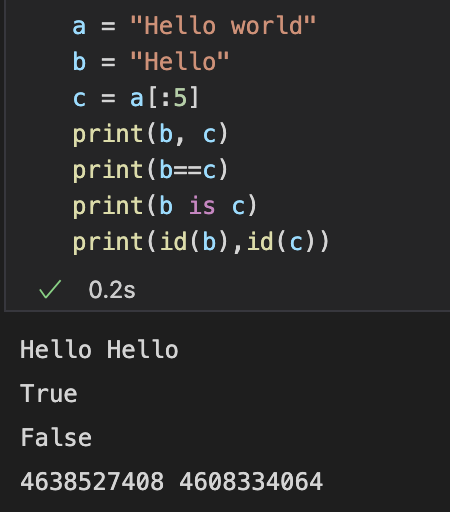 a = "Hello world"
b = "Hello"
c = a[:5]
print(b, c)
print(b==c)
print(b is c)
print(id(b),id(c))
✓ 0.2s
Hello Hello
True
False
4638527408 4608334064